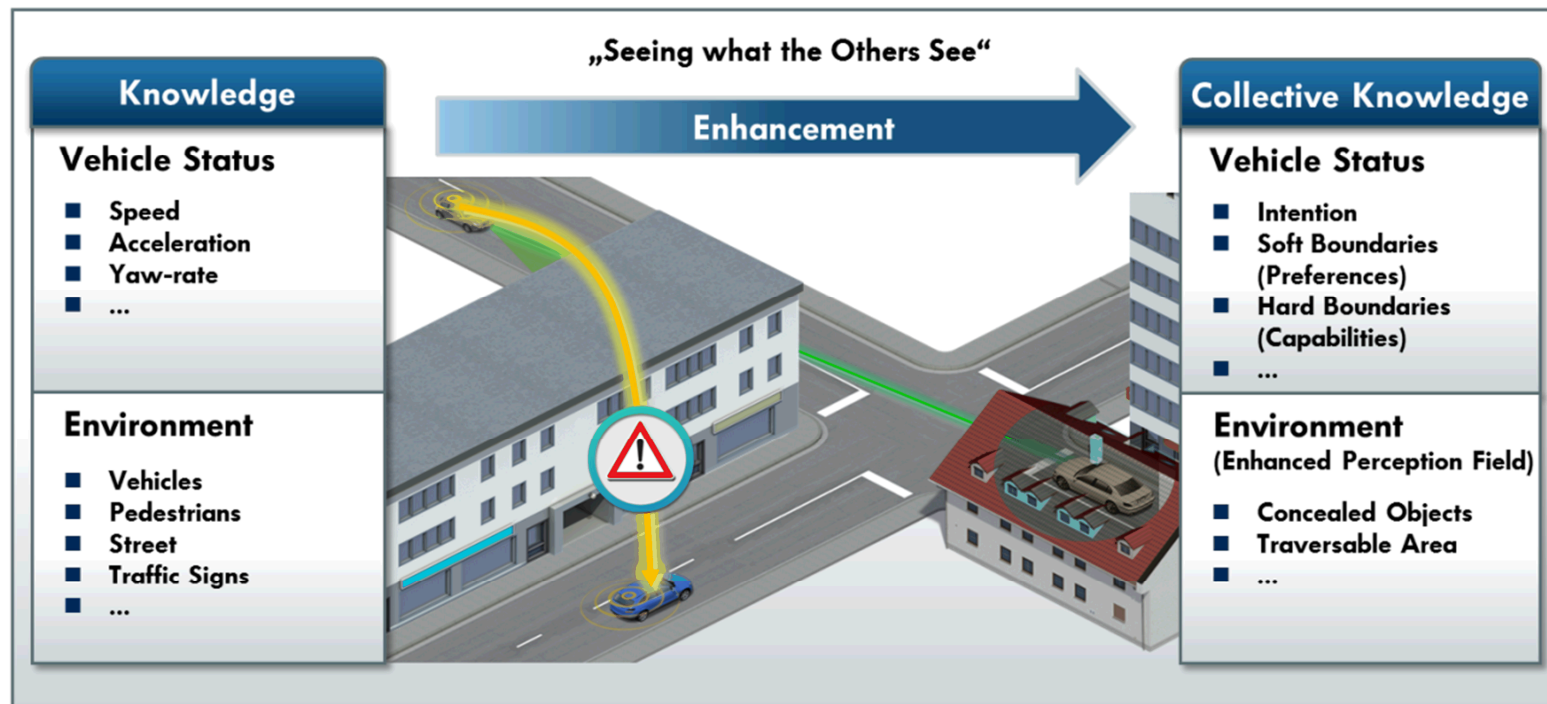 „Seeing what the Others See“
Enhancement
Knowledge
Vehicle Status
■ Speed
■ Acceleration
■ Yaw-rate
■ ...
Environment
■ Vehicles
■ Pedestrians
■ Street
■ Traffic Signs
■ ...
!
Collective Knowledge
Vehicle Status
■ Intention
■ Soft Boundaries
(Preferences)
■ Hard Boundaries
(Capabilities)
■ ...
Environment
(Enhanced Perception Field)
■ Concealed Objects
■ Traversable Area
■ ...